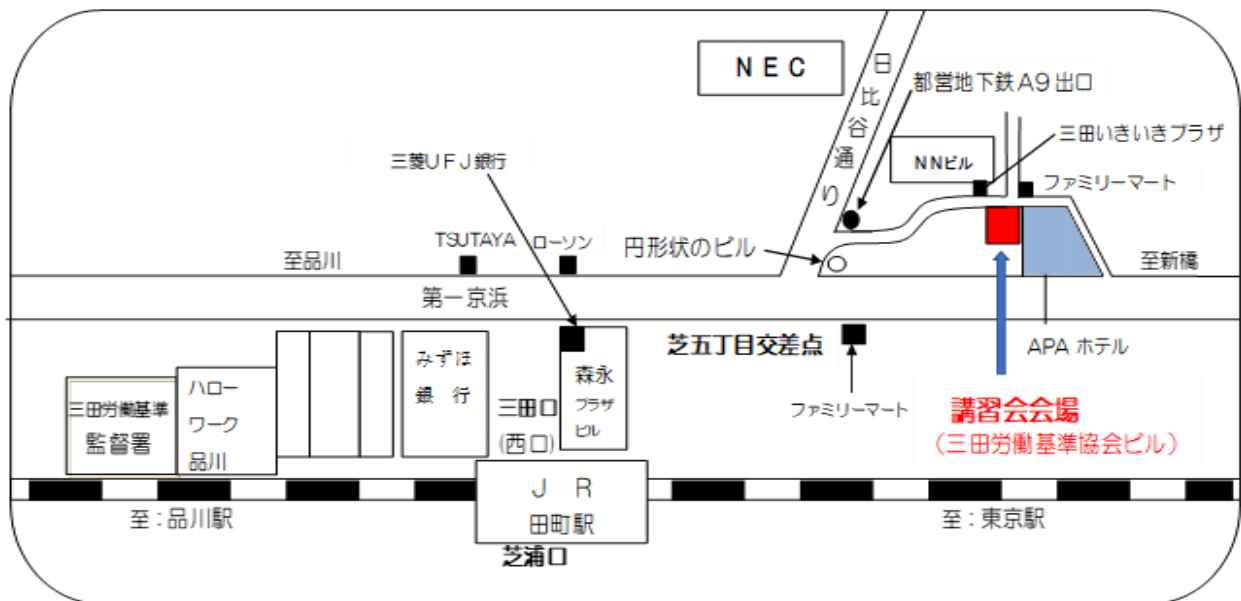 NEC
日比谷通り
都営地下鉄A9出口
三田いきいきプラザ
NNビル
ファミリーマート
三菱UFJ銀行
TSUTAYA
ローソン
円形状のビル
至品川
至新橋
第一京浜
芝五丁目交差点
APA ホテル
みずほ
銀 行
森永
プラザ
ビル
三田口
(西口)
ファミリーマート
ハロー
ワーク
品川
三田労働基準
監督署
講習会会場
(三田労働基準協会ビル)
J R
田町駅
至:品川駅
至:東京駅
芝浦口